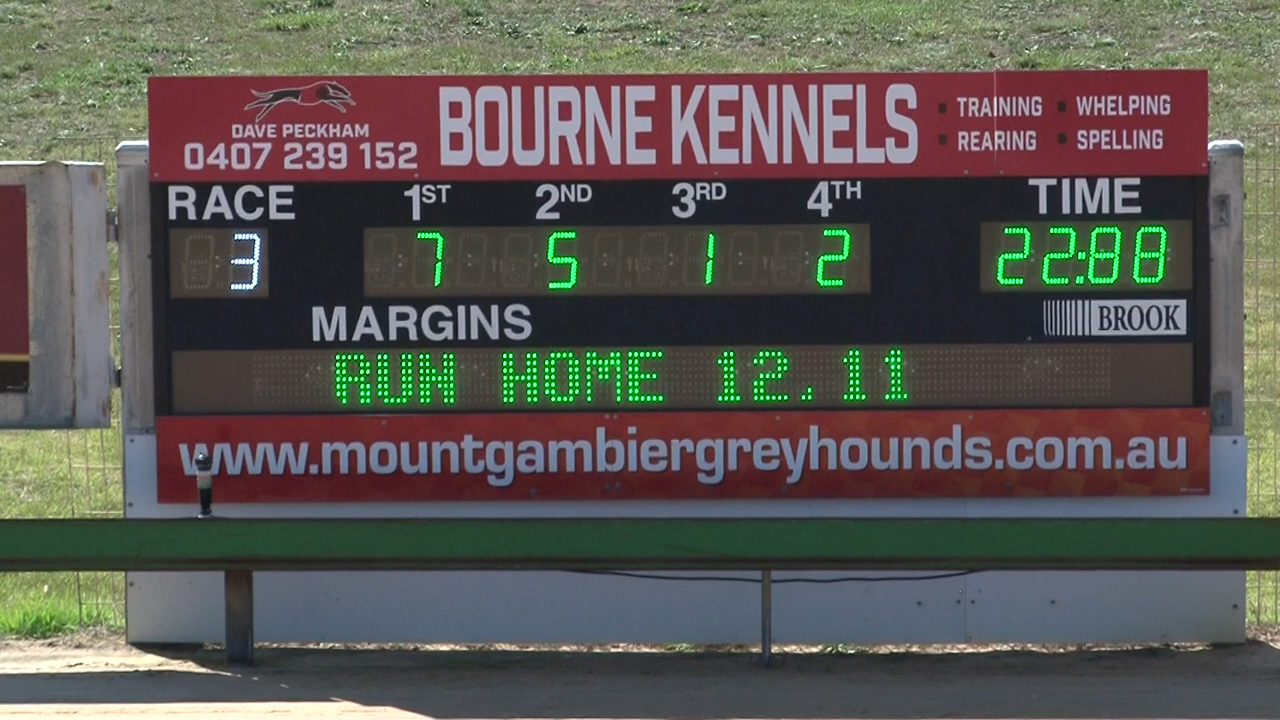 DAVE PECKHAM
0407 239 152
BOURNE KENNELS
▪ TRAINING ▪ WHELPING
▪ REARING ▪ SPELLING
RACE 1ST 2ND 3RD 4TH TIME
3 7 5 1 2 22:88
MARGINS
BROOK
RUN HOME 12.11
www.mountgambiergreyhounds.com.au